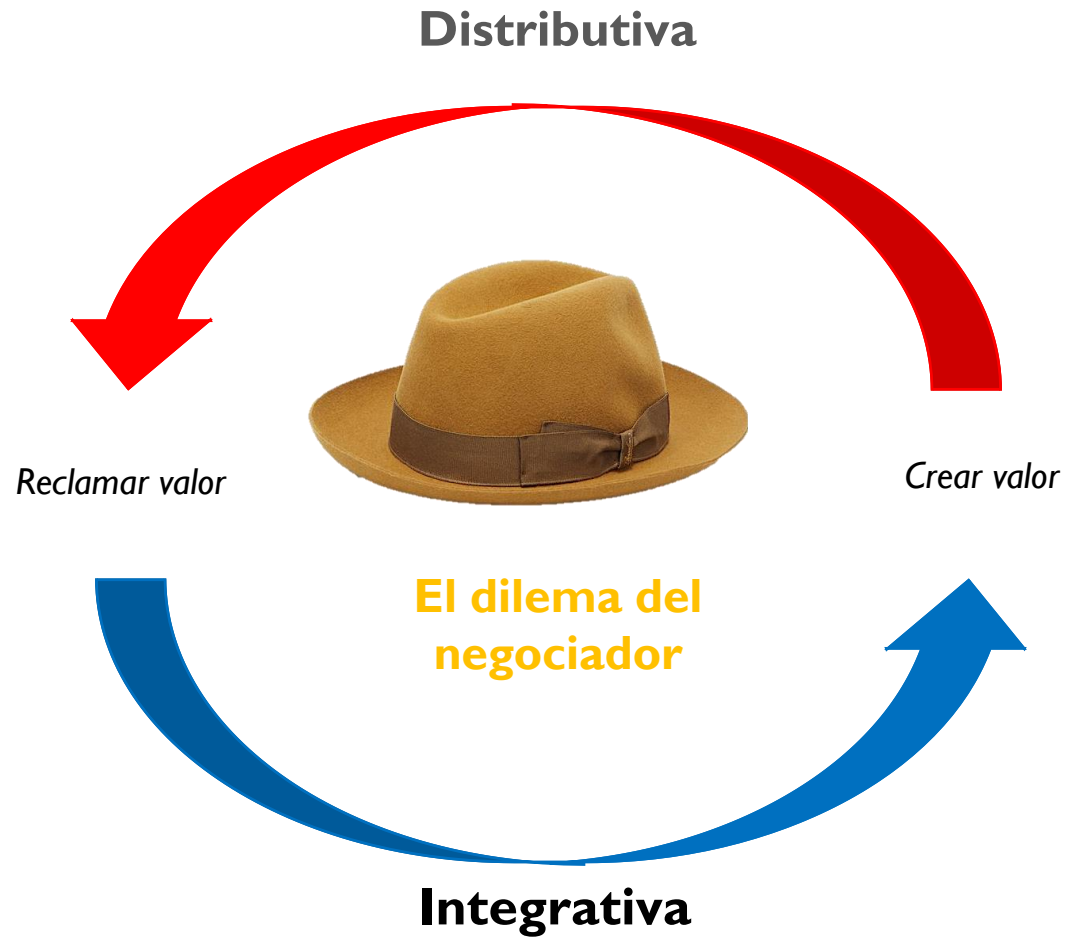 Distributiva
Reclamar valor
Crear valor
El dilema del
negociador
Integrativa